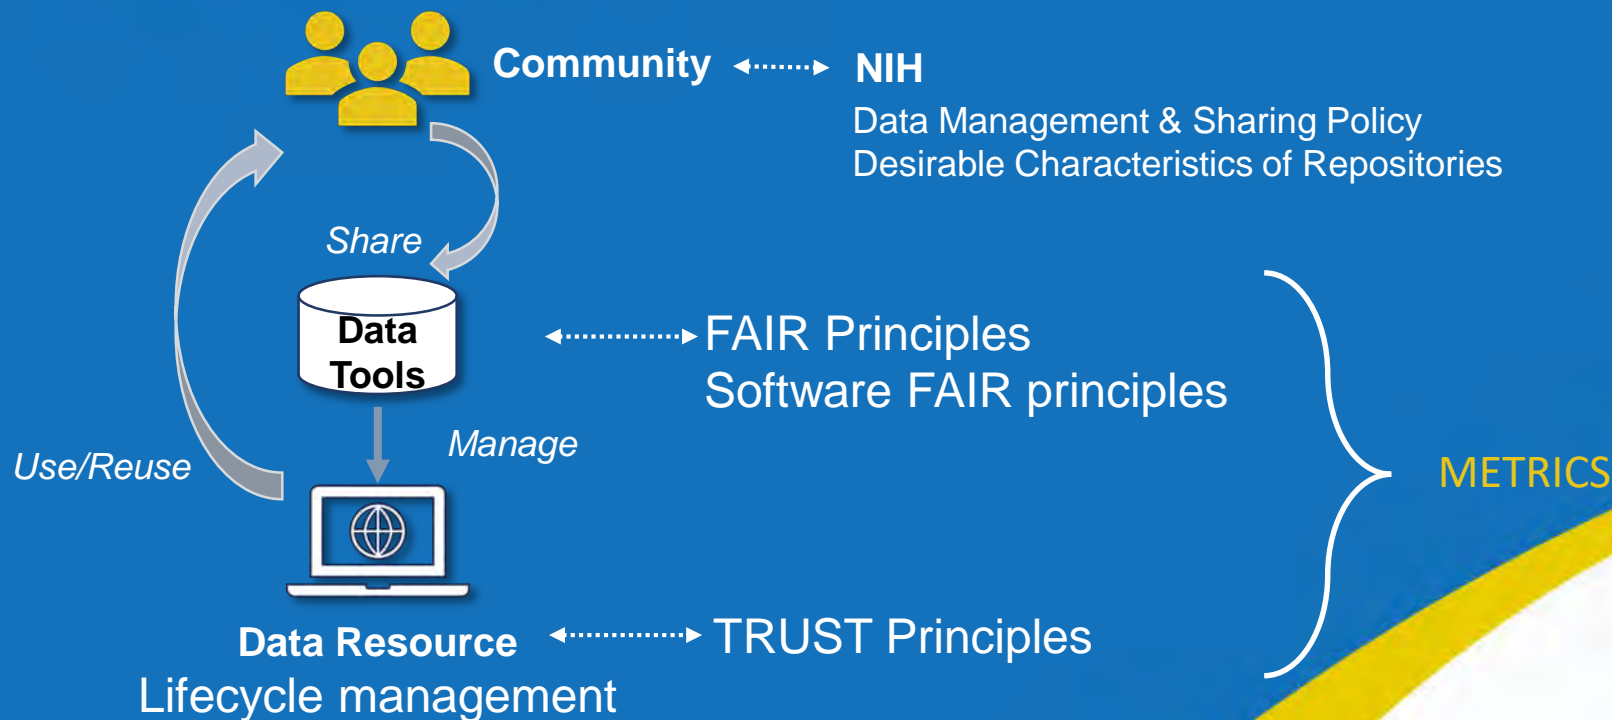 Community
NIH
Data Management & Sharing Policy
Desirable Characteristics of Repositories
Share
Data
Tools
FAIR Principles
Software FAIR principles
Manage
Use/Reuse
METRICS
Data Resource
TRUST Principles
Lifecycle management